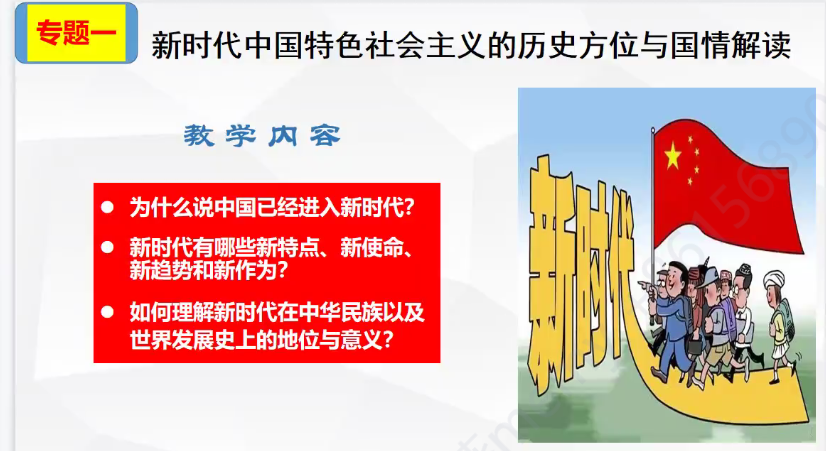 专题一
新时代中国特色社会主义的历史方位与国情解读
教学内容
为什么说中国已经进入新时代？
新时代有哪些新特点、新使命、
新趋势和新作为？
如何理解新时代在中华民族以及
世界发展史上的地位与意义？
新时代